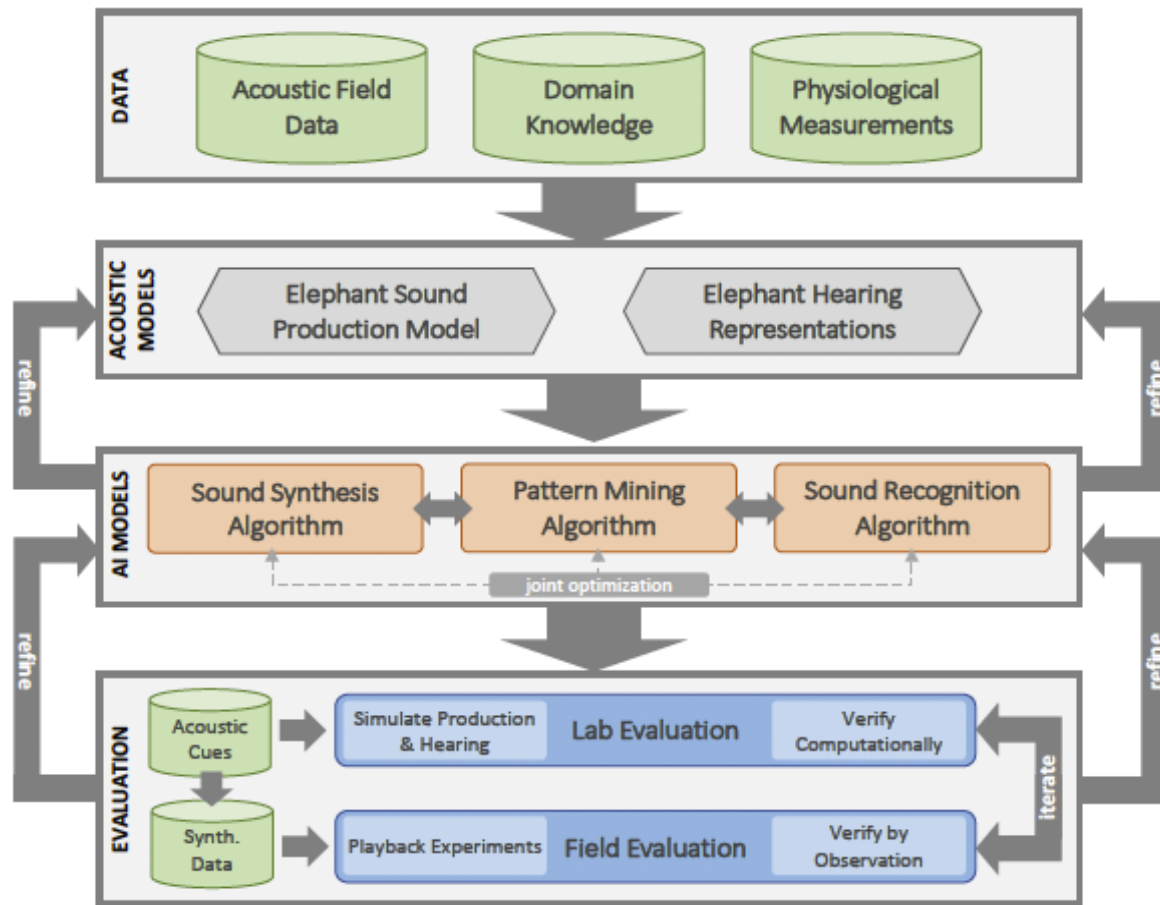 DATA
Acoustic Field
Data
Domain
Knowledge
Physiological
Measurements
ACOUSTIC
MODELS
Elephant Sound
Production Model
Elephant Hearing
Representations
refine
refine
AI MODELS
Sound Synthesis
Algorithm
Pattern Mining
Algorithm
Sound Recognition
Algorithm
joint optimization
refine
refine
EVALUATION
Acoustic
Cues
Simulate Production
& Hearing
Lab Evaluation
Verify
Computationally
iterate
Synth.
Data
Playback Experiments
Field Evaluation
Verify by
Observation